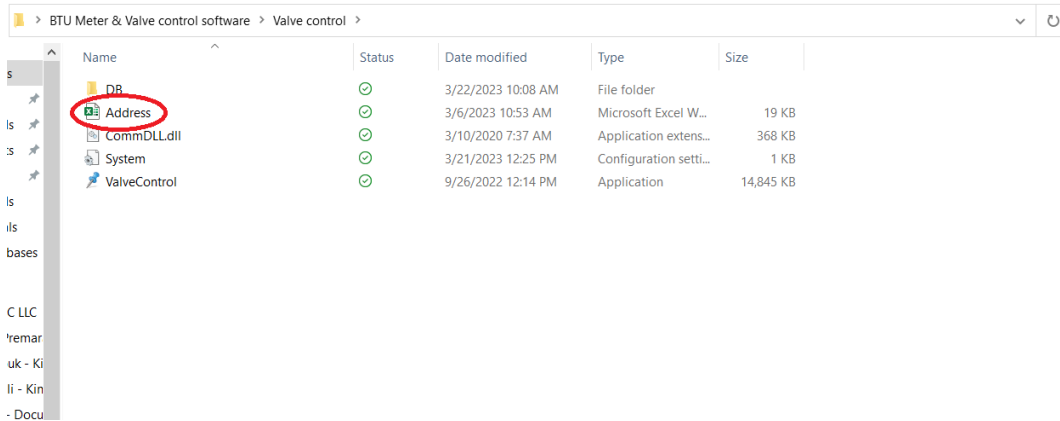 BTU Meter & Valve control software > Valve control >
Name Status Date modified Type Size
DB 3/22/2023 10:08 AM File folder
Address 3/6/2023 10:53 AM Microsoft Excel W... 19 KB
CommDLL.dll 3/10/2020 7:37 AM Application extens... 368 KB
System 3/21/2023 12:25 PM Configuration setti... 1 KB
ValveControl 9/26/2022 12:14 PM Application 14,845 KB
s
ls
ts
ls
als
bases
C LLC
Premar
uk - Ki
li - Kin
- Docu